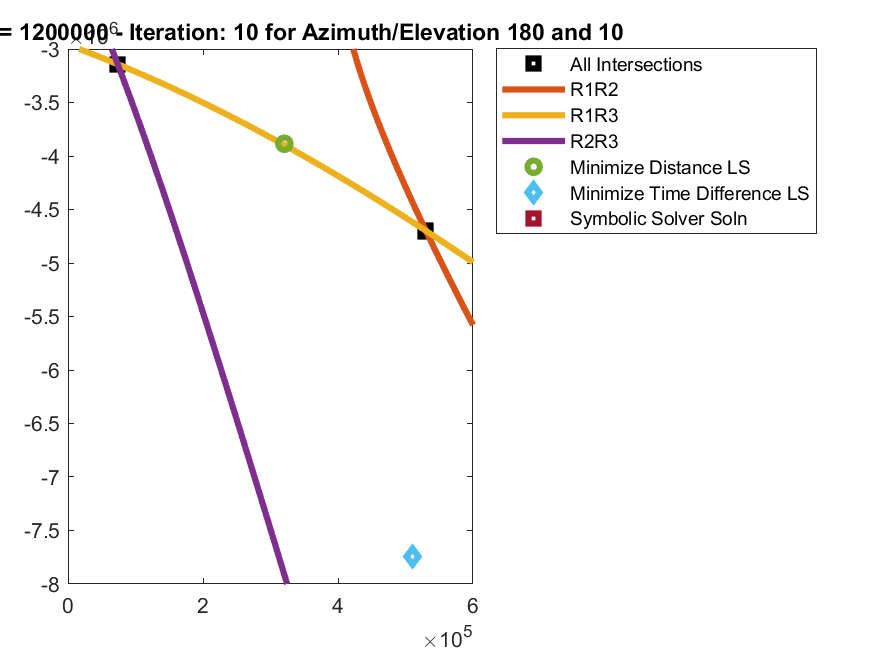 = 1200000 - Iteration: 10 for Azimuth/Elevation 180 and 10
×10^6
-3
-3.5
-4
-4.5
-5
-5.5
-6
-6.5
-7
-7.5
-8
0 2 4 6
×10^5
All Intersections
R1R2
R1R3
R2R3
Minimize Distance LS
Minimize Time Difference LS
Symbolic Solver Soln